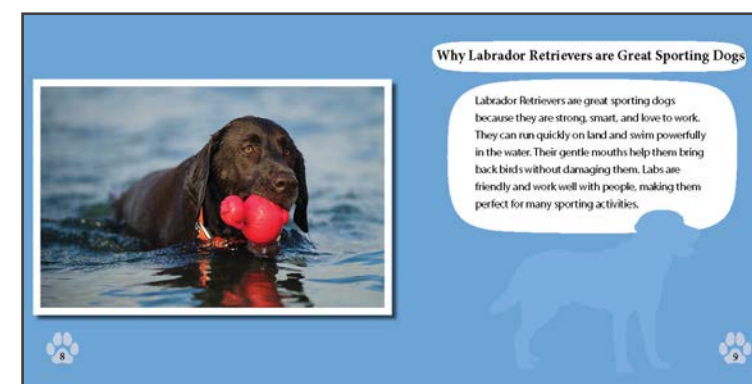 Why Labrador Retrievers are Great Sporting Dogs
Labrador Retrievers are great sporting dogs
because they are strong, smart, and love to work.
They can run quickly on land and swim powerfully
in the water. Their gentle mouths help them bring
back birds without damaging them. Labs are
friendly and work well with people, making them
perfect for many sporting activities.
8
9